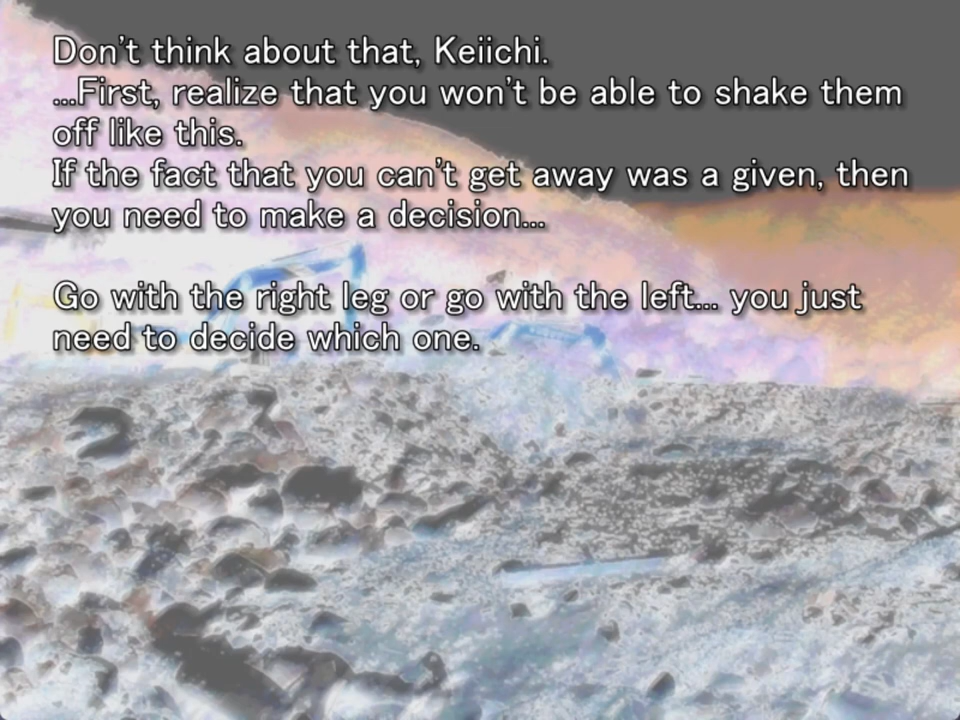 Don't think about that, Keiichi.
...First, realize that you won't be able to shake them
off like this.
If the fact that you can't get away was a given, then
you need to make a decision...
Go with the right leg or go with the left... you just
need to decide which one.